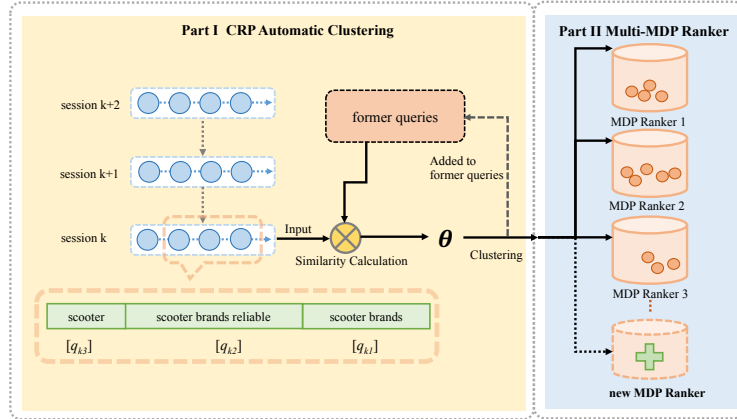 Part I  CRP Automatic Clustering
session k+2
session k+1
session k
former queries
Added to
former queries
Input
Similarity Calculation
θ
Clustering
scooter
scooter brands reliable
scooter brands
[qk3]
[qk2]
[qk1]
Part II Multi-MDP Ranker
MDP Ranker 1
MDP Ranker 2
MDP Ranker 3
new MDP Ranker